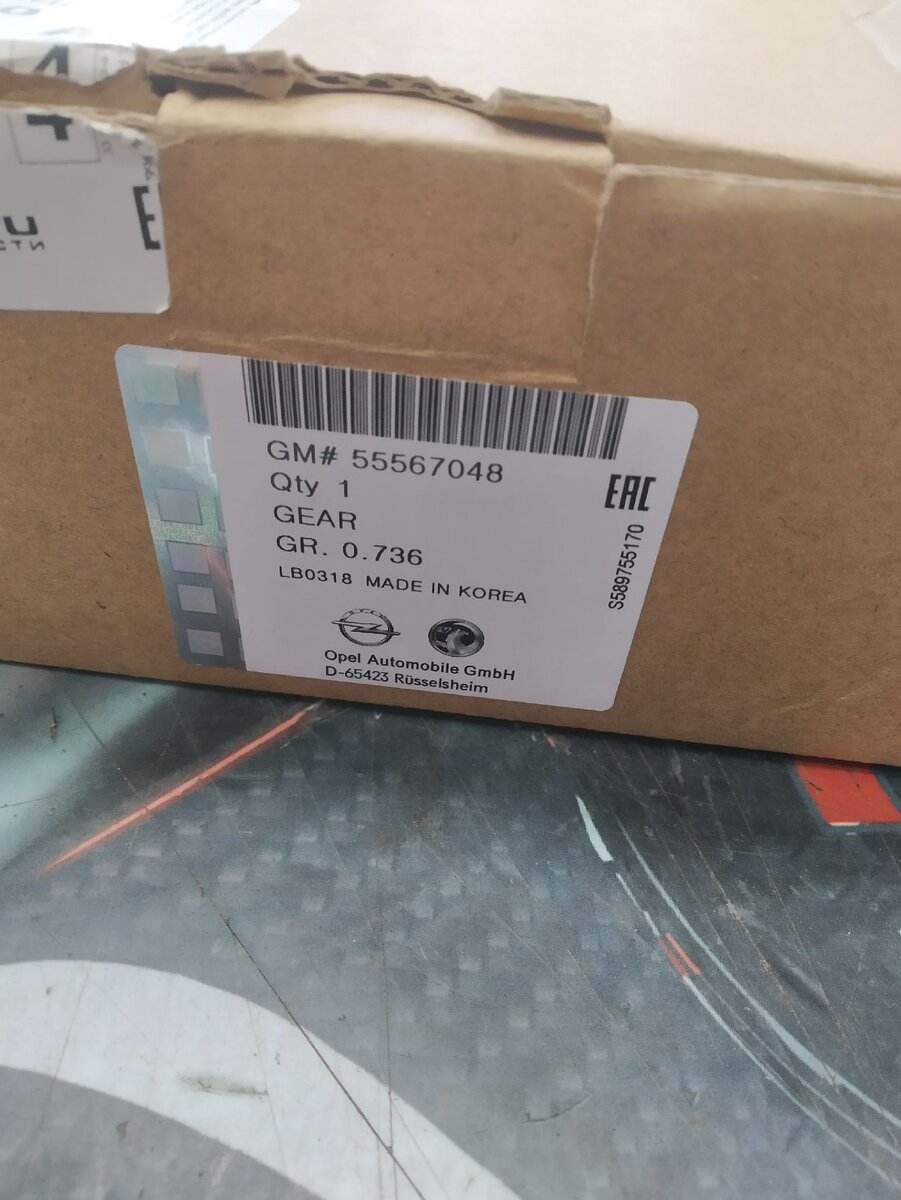 4
EAC
GM# 55567048
Qty 1
GEAR
GR. 0.736
LB0318 MADE IN KOREA
Opel Automobile GmbH
D-65423 Rüsselsheim
S589755170